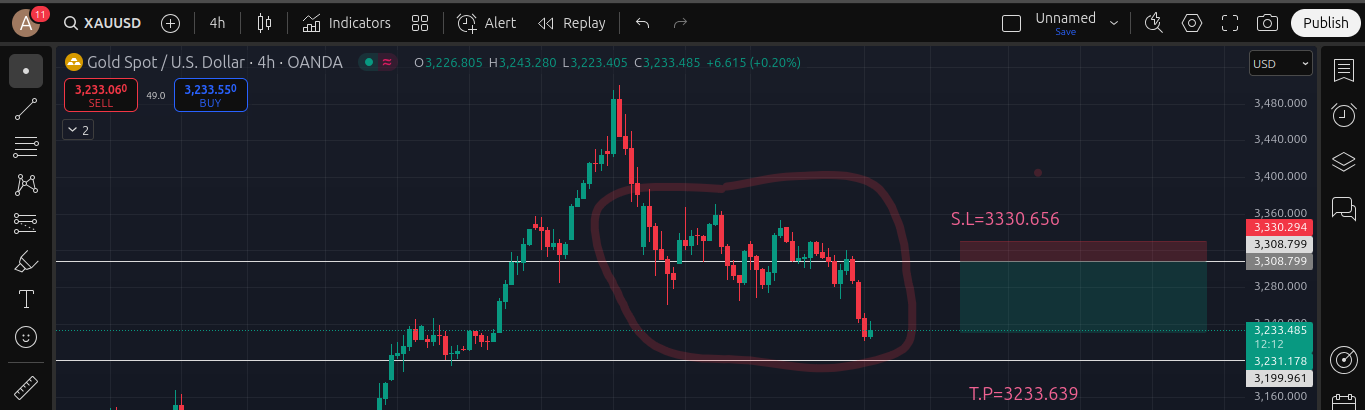 A 11 XAUUSD 4h Indicators Alert Replay Unnamed Save Publish
Gold Spot / U.S. Dollar · 4h · OANDA O3,226.805 H3,243.280 L3,223.405 C3,233.485 +6.615 (+0.20%)
USD
3,233.060 SELL
49.0
3,233.550 BUY
2
3,480.000
3,440.000
3,400.000
3,360.000
S.L=3330.656
3,330.294
3,308.799
3,308.799
3,280.000
3,240.000
3,233.485
12:12
3,231.178
3,199.961
T.P=3233.639
3,160.000
T